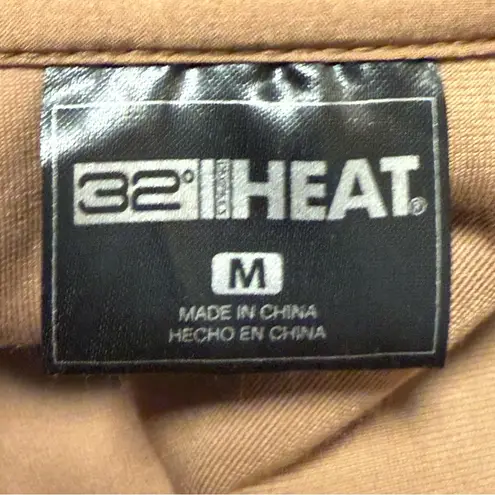 32° HEAT®
M
MADE IN CHINA
HECHO EN CHINA